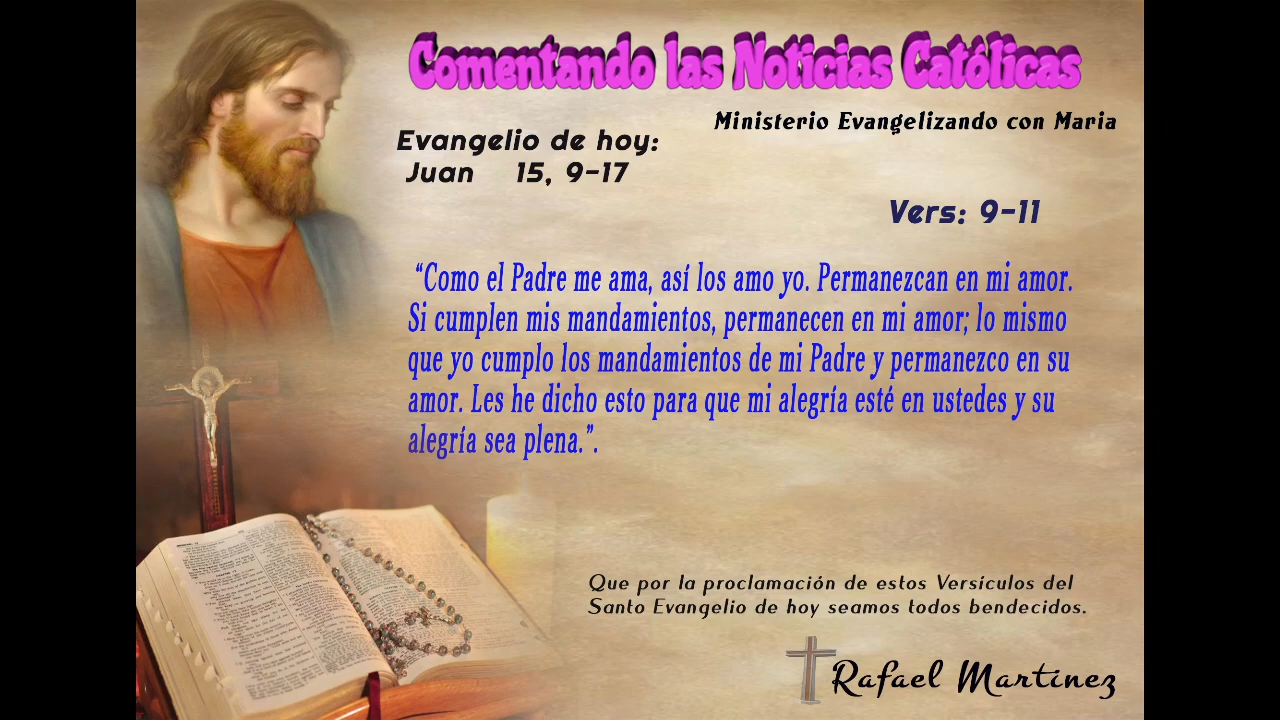 Comentando las Noticias Católicas
Ministerio Evangelizando con Maria
Evangelio de hoy:
Juan 15, 9-17
Vers: 9-11
“Como el Padre me ama, así los amo yo. Permanezcan en mi amor.
Si cumplen mis mandamientos, permanecen en mi amor; lo mismo
que yo cumplo los mandamientos de mi Padre y permanezco en su
amor. Les he dicho esto para que mi alegría esté en ustedes y su
alegría sea plena.”.
Que por la proclamación de estos Versículos del
Santo Evangelio de hoy seamos todos bendecidos.
Rafael Martínez